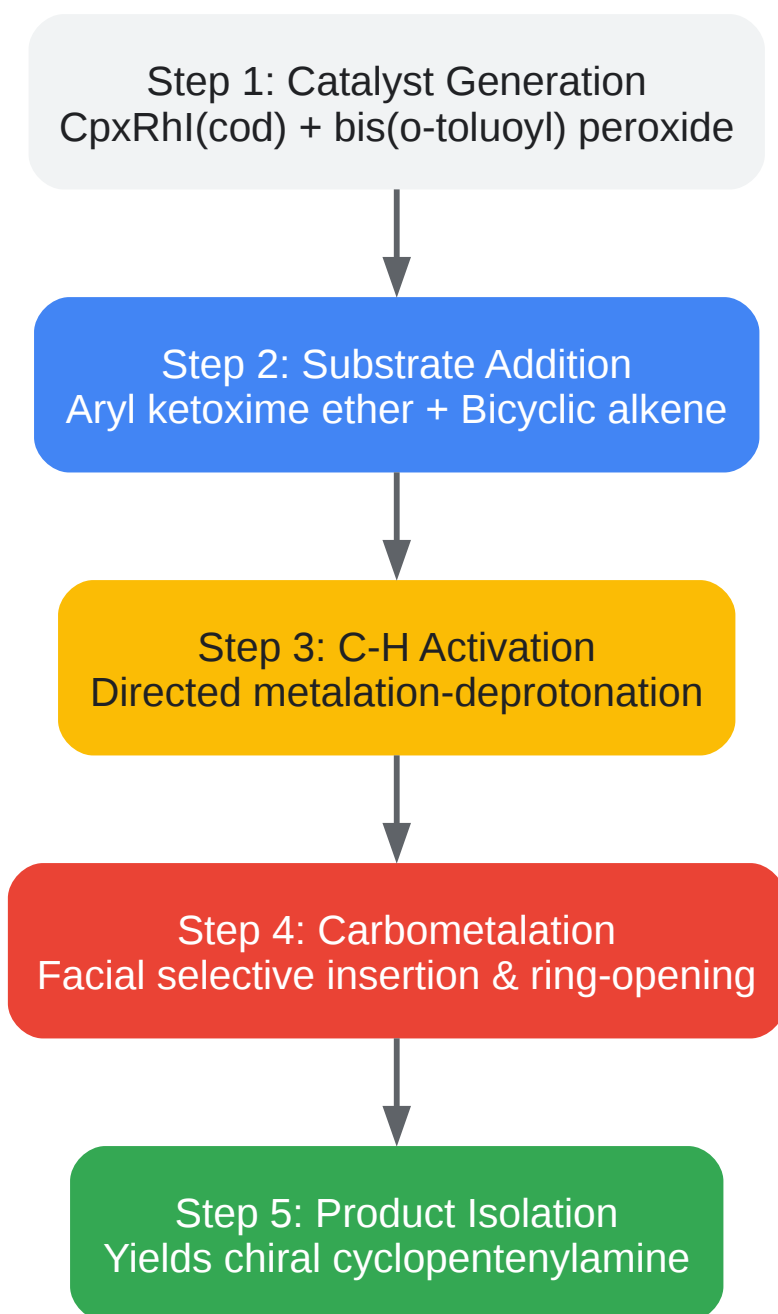 Step 1: Catalyst Generation
CpxRhI(cod) + bis(o-toluoyl) peroxide
Step 2: Substrate Addition
Aryl ketoxime ether + Bicyclic alkene
Step 3: C-H Activation
Directed metalation-deprotonation
Step 4: Carbometalation
Facial selective insertion & ring-opening
Step 5: Product Isolation
Yields chiral cyclopentenylamine